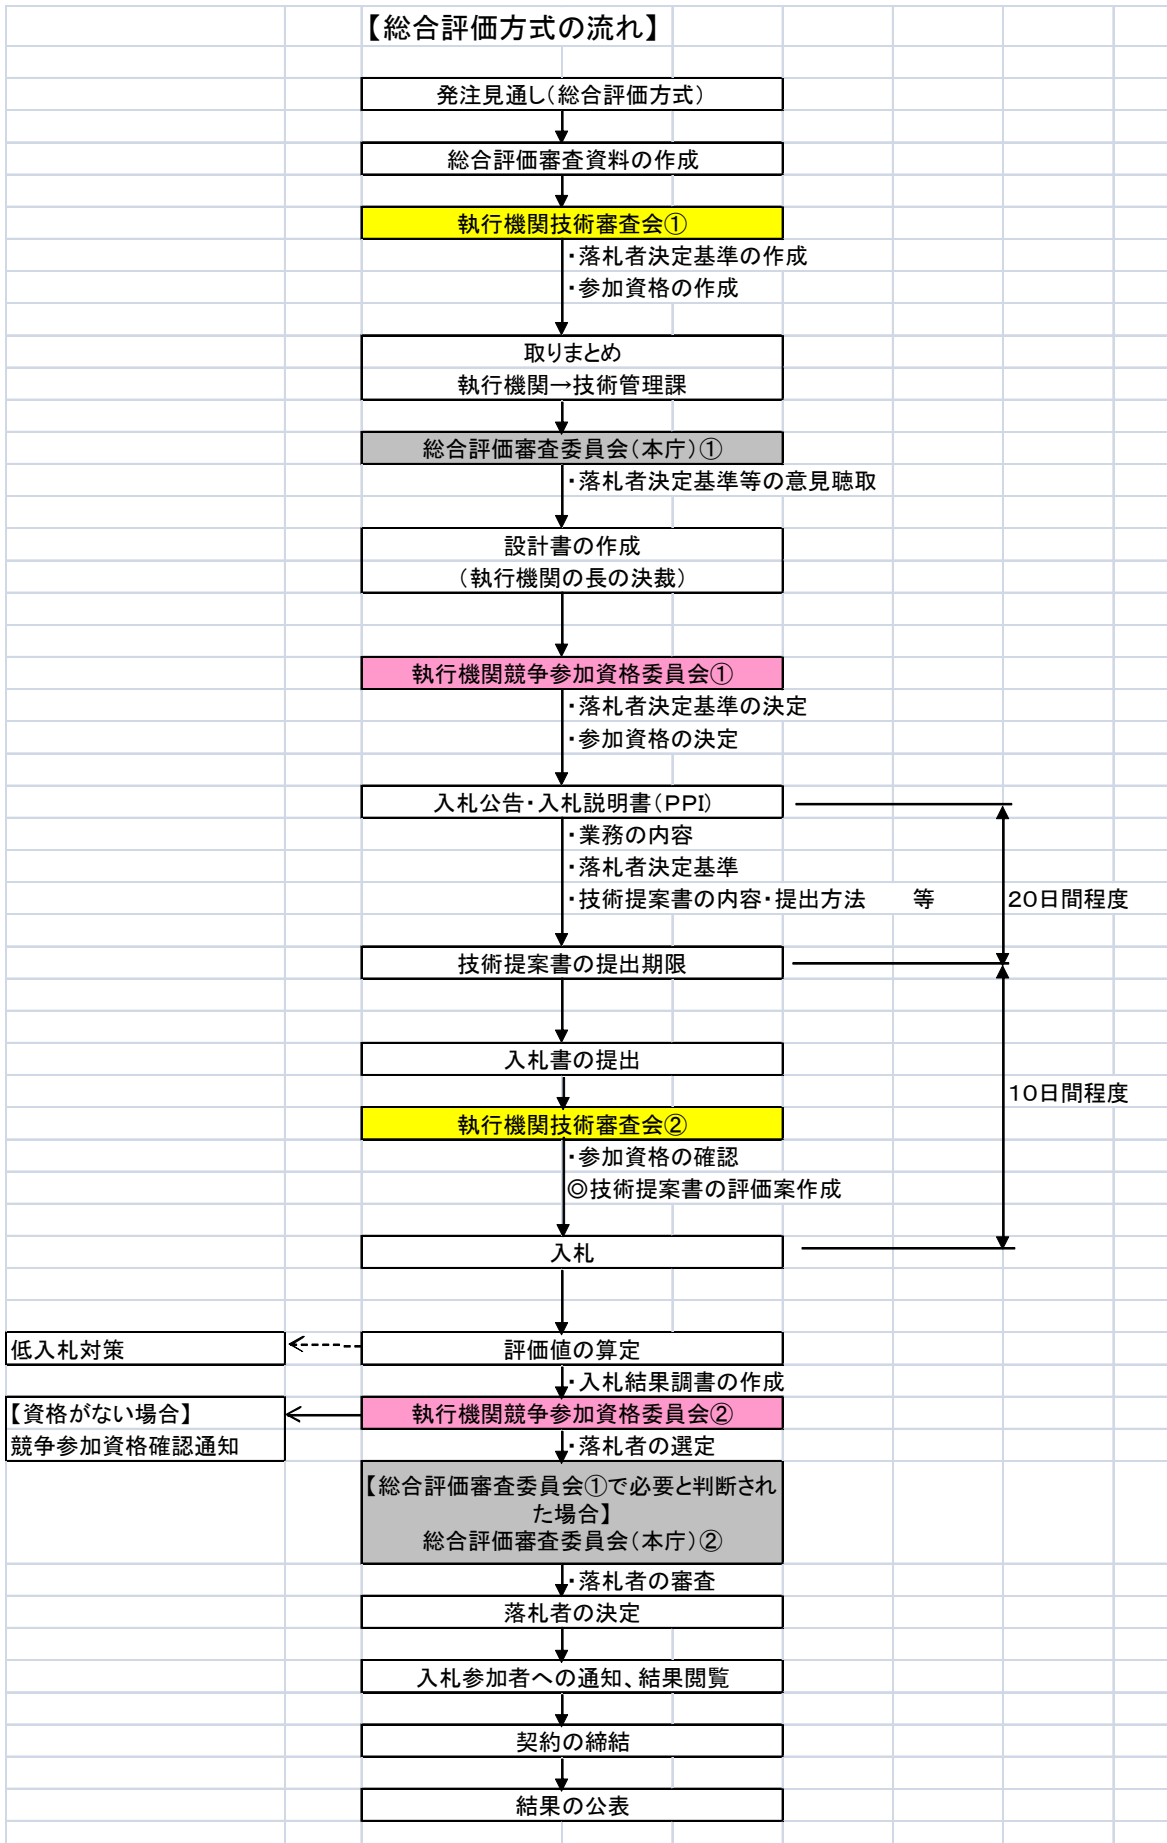 【総合評価方式の流れ】
発注見通し(総合評価方式)
総合評価審査資料の作成
執行機関技術審査会①
・落札者決定基準の作成
・参加資格の作成
取りまとめ
執行機関→技術管理課
総合評価審査委員会(本庁)①
・落札者決定基準等の意見聴取
設計書の作成
(執行機関の長の決裁)
執行機関競争参加資格委員会①
・落札者決定基準の決定
・参加資格の決定
入札公告・入札説明書(PPI)
・業務の内容
・落札者決定基準
・技術提案書の内容・提出方法　　等
20日間程度
技術提案書の提出期限
入札書の提出
10日間程度
執行機関技術審査会②
・参加資格の確認
◎技術提案書の評価案作成
入札
低入札対策
評価値の算定
・入札結果調書の作成
【資格がない場合】
競争参加資格確認通知
執行機関競争参加資格委員会②
・落札者の選定
【総合評価審査委員会①で必要と判断され
た場合】
総合評価審査委員会(本庁)②
・落札者の審査
落札者の決定
入札参加者への通知、結果閲覧
契約の締結
結果の公表